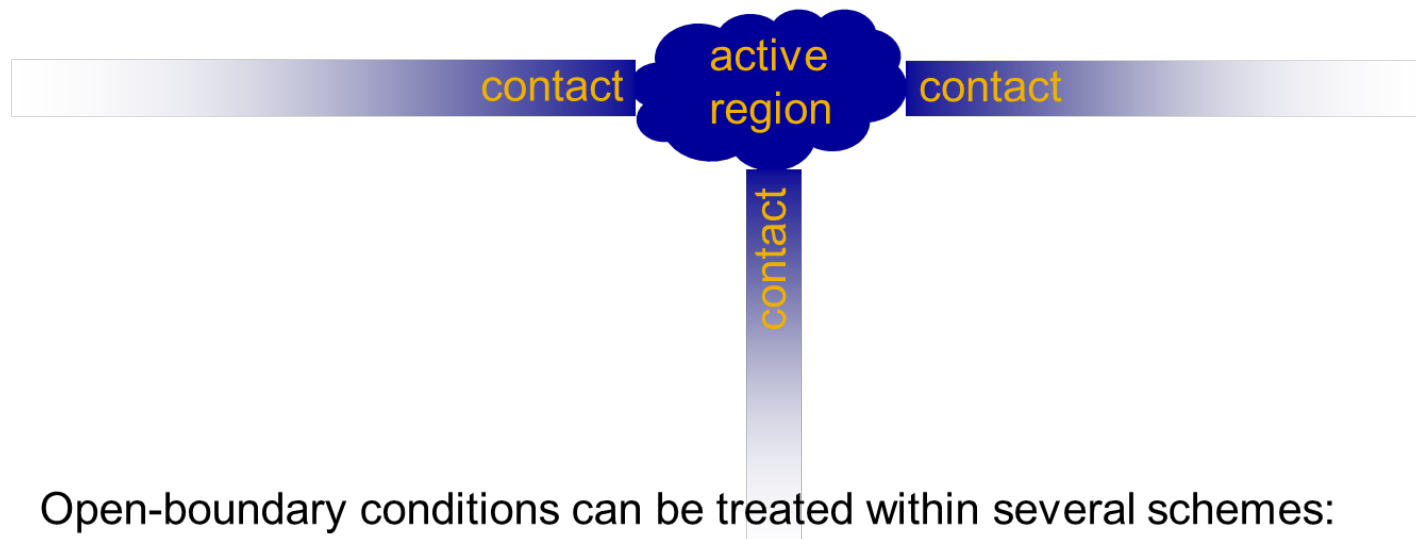 active
region
contact
contact
contact
Open-boundary conditions can be treated within several schemes: